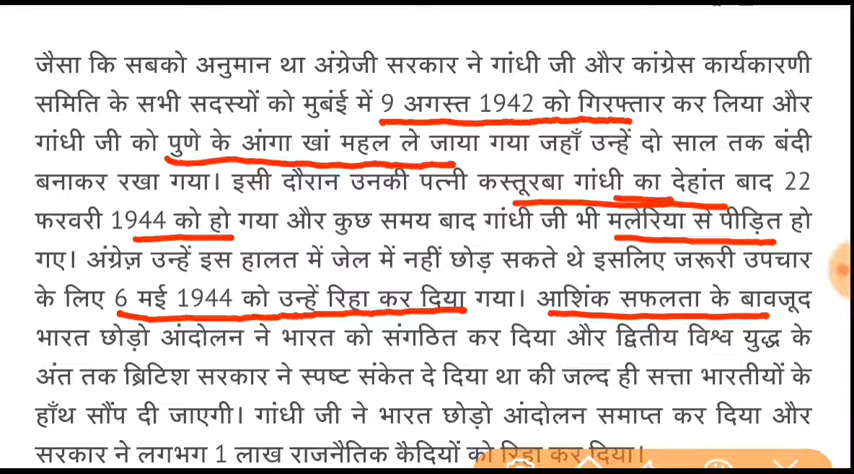 जैसा कि सबको अनुमान था अंग्रेजी सरकार ने गांधी जी और कांग्रेस कार्यकारणी
समिति के सभी सदस्यों को मुबंई में 9 अगस्त 1942 को गिरफ्तार कर लिया और
गांधी जी को पुणे के आंगा खां महल ले जाया गया जहाँ उन्हें दो साल तक बंदी
बनाकर रखा गया। इसी दौरान उनकी पत्नी कस्तूरबा गांधी का देहांत बाद 22
फरवरी 1944 को हो गया और कुछ समय बाद गांधी जी भी मलेरिया से पीड़ित हो
गए। अंग्रेज़ उन्हें इस हालत में जेल में नहीं छोड़ सकते थे इसलिए जरूरी उपचार
के लिए 6 मई 1944 को उन्हें रिहा कर दिया गया। आशिंक सफलता के बावजूद
भारत छोड़ो आंदोलन ने भारत को संगठित कर दिया और द्वितीय विश्व युद्ध के
अंत तक ब्रिटिश सरकार ने स्पष्ट संकेत दे दिया था की जल्द ही सत्ता भारतीयों के
हाँथ सौंप दी जाएगी। गांधी जी ने भारत छोड़ो आंदोलन समाप्त कर दिया और
सरकार ने लगभग 1 लाख राजनैतिक कैदियों को रिहा कर दिया।